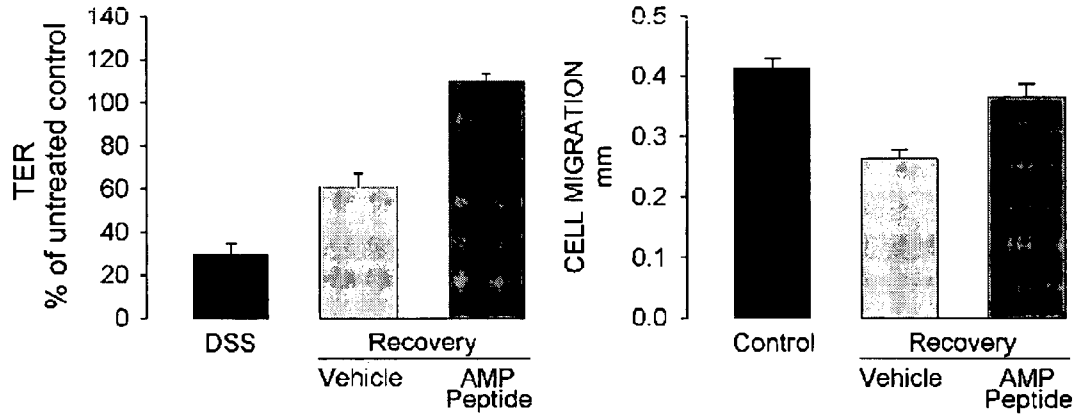 TER
% of untreated control
140
120
100
80
60
40
20
0
DSS
Recovery
Vehicle
AMP
Peptide
CELL MIGRATION
mm
0.5
0.4
0.3
0.2
0.1
0.0
Control
Recovery
Vehicle
AMP
Peptide